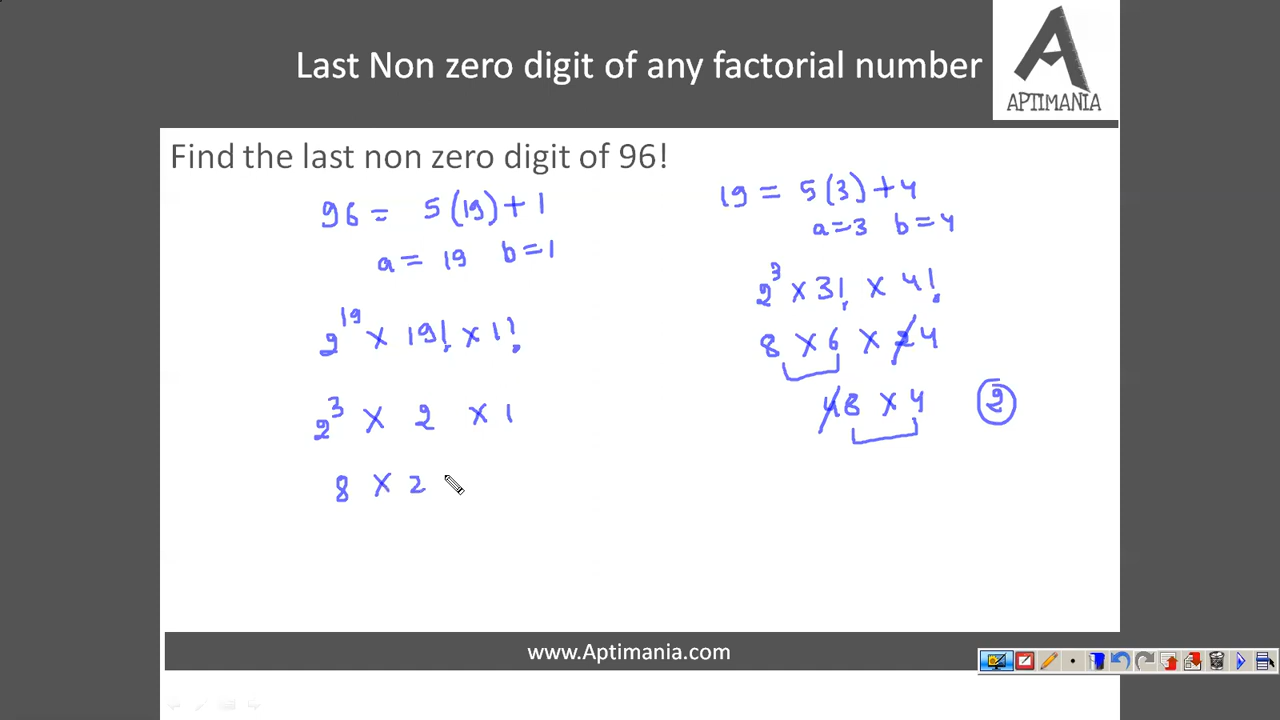 Last Non zero digit of any factorial number
APTIMANIA
Find the last non zero digit of 96!
96 = 5(19) + 1
a = 19 b = 1
2^19 × 19! × 1!
2^3 × 2 × 1
8 × 2
19 = 5(3) + 4
a = 3 b = 4
2^3 × 3! × 4!
8 × 6 × 24
48 × 4 2
www.Aptimania.com